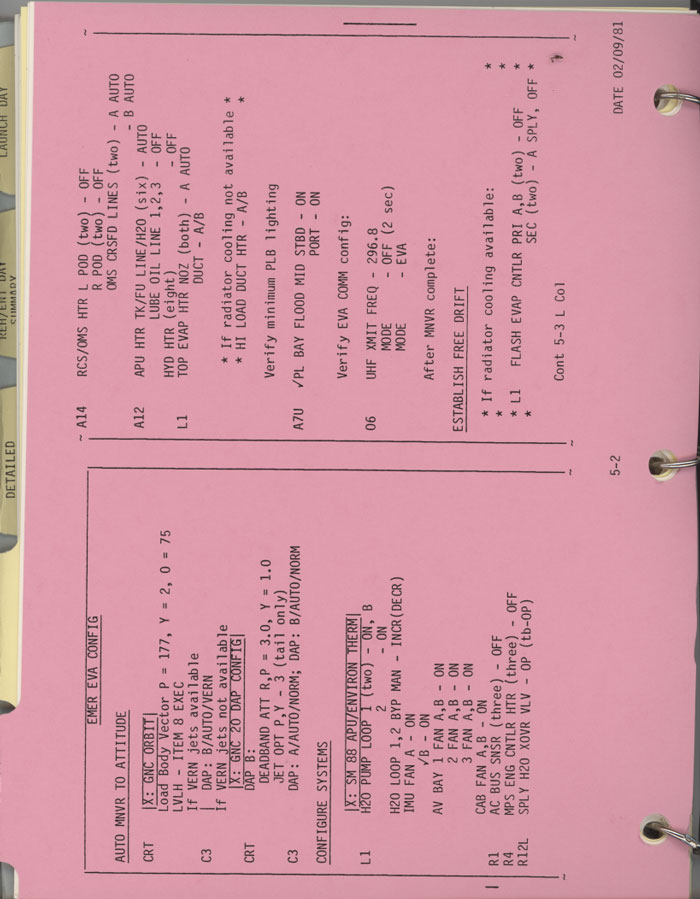 EMER EVA CONFIG
AUTO MNVR TO ATTITUDE
CRT |X: GNC ORBIT|
Load Body Vector P = 177, Y = 2, O = 75
LVLH - ITEM 8 EXEC
If VERN jets available
C3 | DAP: B/AUTO/VERN
If VERN jets not available
|X: GNC 20 DAP CONFIG|
CRT DAP B:
DEADBAND ATT R,P = 3.0, Y = 1.0
JET OPT P,Y - 3 (tail only)
C3 DAP: A/AUTO/NORM; DAP: B/AUTO/NORM
CONFIGURE SYSTEMS
|X: SM 88 APU/ENVIRON THERM|
L1 H2O PUMP LOOP 1 (two) - ON, B
2 - ON
H2O LOOP 1,2 BYP MAN - INCR(DECR)
IMU FAN A - ON
√B - ON
AV BAY 1 FAN A,B - ON
2 FAN A,B - ON
3 FAN A,B - ON
CAB FAN A,B - ON
R1 AC BUS SNSR (three) - OFF
R4 MPS ENG CNTLR HTR (three) - OFF
R12L SPLY H2O XOVR VLV - OP (tb-OP)
A14 RCS/OMS HTR L POD (two) - OFF
R POD (two) - OFF
OMS CRSFD LINES (two) - A AUTO
- B AUTO
A12 APU HTR TK/FU LINE/H2O (six) - AUTO
LUBE OIL LINE 1,2,3 - OFF
HYD HTR (eight) - OFF
L1 TOP EVAP HTR NOZ (both) - A AUTO
DUCT - A/B
* If radiator cooling not available *
* HI LOAD DUCT HTR - A/B *
Verify minimum PLB lighting
A7U √PL BAY FLOOD MID STBD - ON
PORT - ON
Verify EVA COMM config:
O6 UHF XMIT FREQ - 296.8
MODE - OFF (2 sec)
MODE - EVA
After MNVR complete:
ESTABLISH FREE DRIFT
* If radiator cooling available: *
* *
* L1 FLASH EVAP CNTLR PRI A,B (two) - OFF *
* SEC (two) - A SPLY, OFF *
Cont 5-3 L Col
5-2
DATE 02/09/81
DETAILED
SUMMARY
LAUNCH DAY